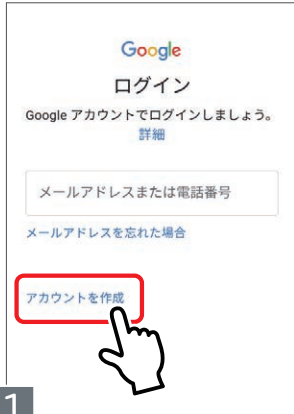 Google
ログイン
Google アカウントでログインしましょう。
詳細
メールアドレスまたは電話番号
メールアドレスを忘れた場合
アカウントを作成
1